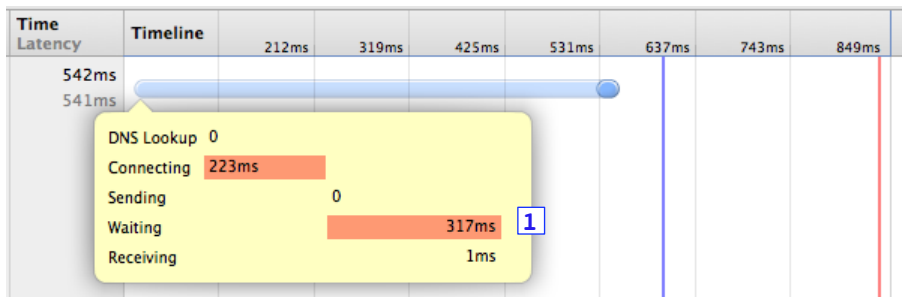 Time
Latency
Timeline
212ms 319ms 425ms 531ms 637ms 743ms 849ms
542ms
541ms
DNS Lookup 0
Connecting 223ms
Sending 0
Waiting 317ms 1
Receiving 1ms